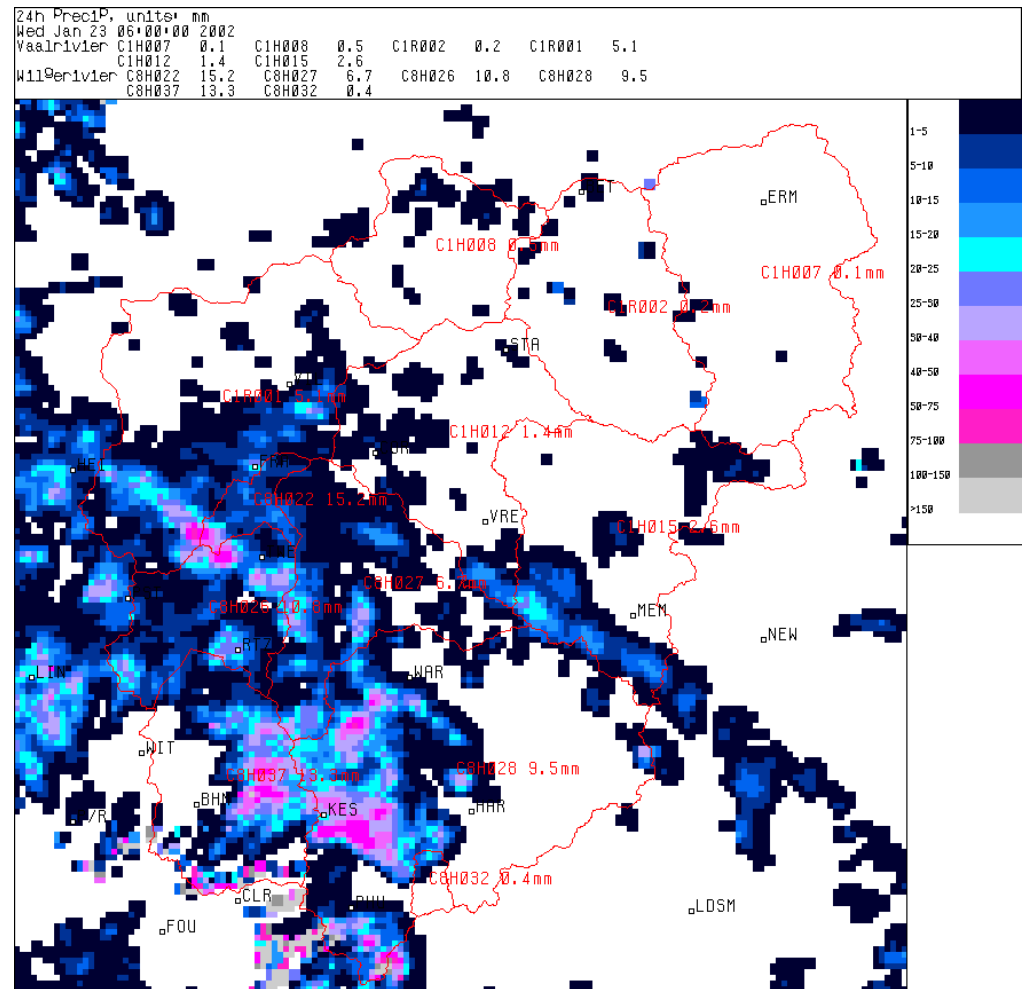 24h Precip, units: mm
Wed Jan 23 06:00:00 2002
Vaalrivier C1H007 0.1 C1H008 0.5 C1R002 0.2 C1R001 5.1
C1H012 1.4 C1H015 2.6
Wilgerivier C8H022 15.2 C8H027 6.7 C8H026 10.8 C8H028 9.5
C8H037 13.3 C8H032 0.4
1-5
5-10
10-15
15-20
20-25
25-30
30-40
40-50
50-75
75-100
100-150
>150
ERM
C1H008 0.5mm
C1H007 0.1mm
C1R002 0.2mm
STA
C1R001 5.1mm
C1H012 1.4mm
C8H022 15.2mm
VRE
C1H015 2.6mm
C8H027 6.7mm
C8H026 10.8mm
MEM
NEW
RTZ
LIN
WAR
WIT
C8H037 13.3mm
C8H028 9.5mm
BHM
KES
HAR
C8H032 0.4mm
CLR
LDSM
FOU